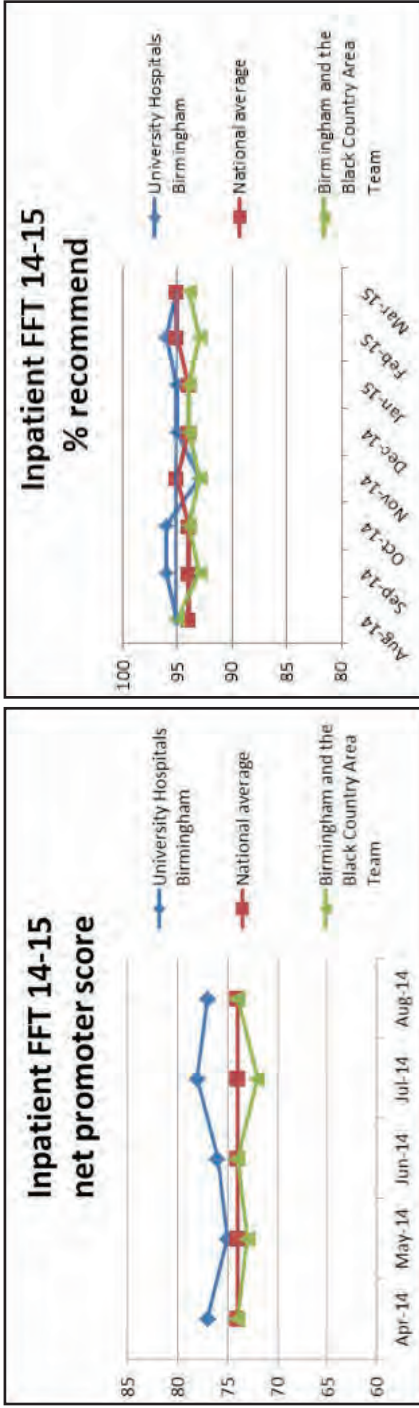 Inpatient FFT 14-15
net promoter score
85
80
75
70
65
60
Apr-14
May-14
Jun-14
Jul-14
Aug-14
University Hospitals
Birmingham
National average
Birmingham and the
Black Country Area
Team
Inpatient FFT 14-15
% recommend
100
95
90
85
80
Aug-14
Sep-14
Oct-14
Nov-14
Dec-14
Jan-15
Feb-15
Mar-15
University Hospitals
Birmingham
National average
Birmingham and the
Black Country Area
Team